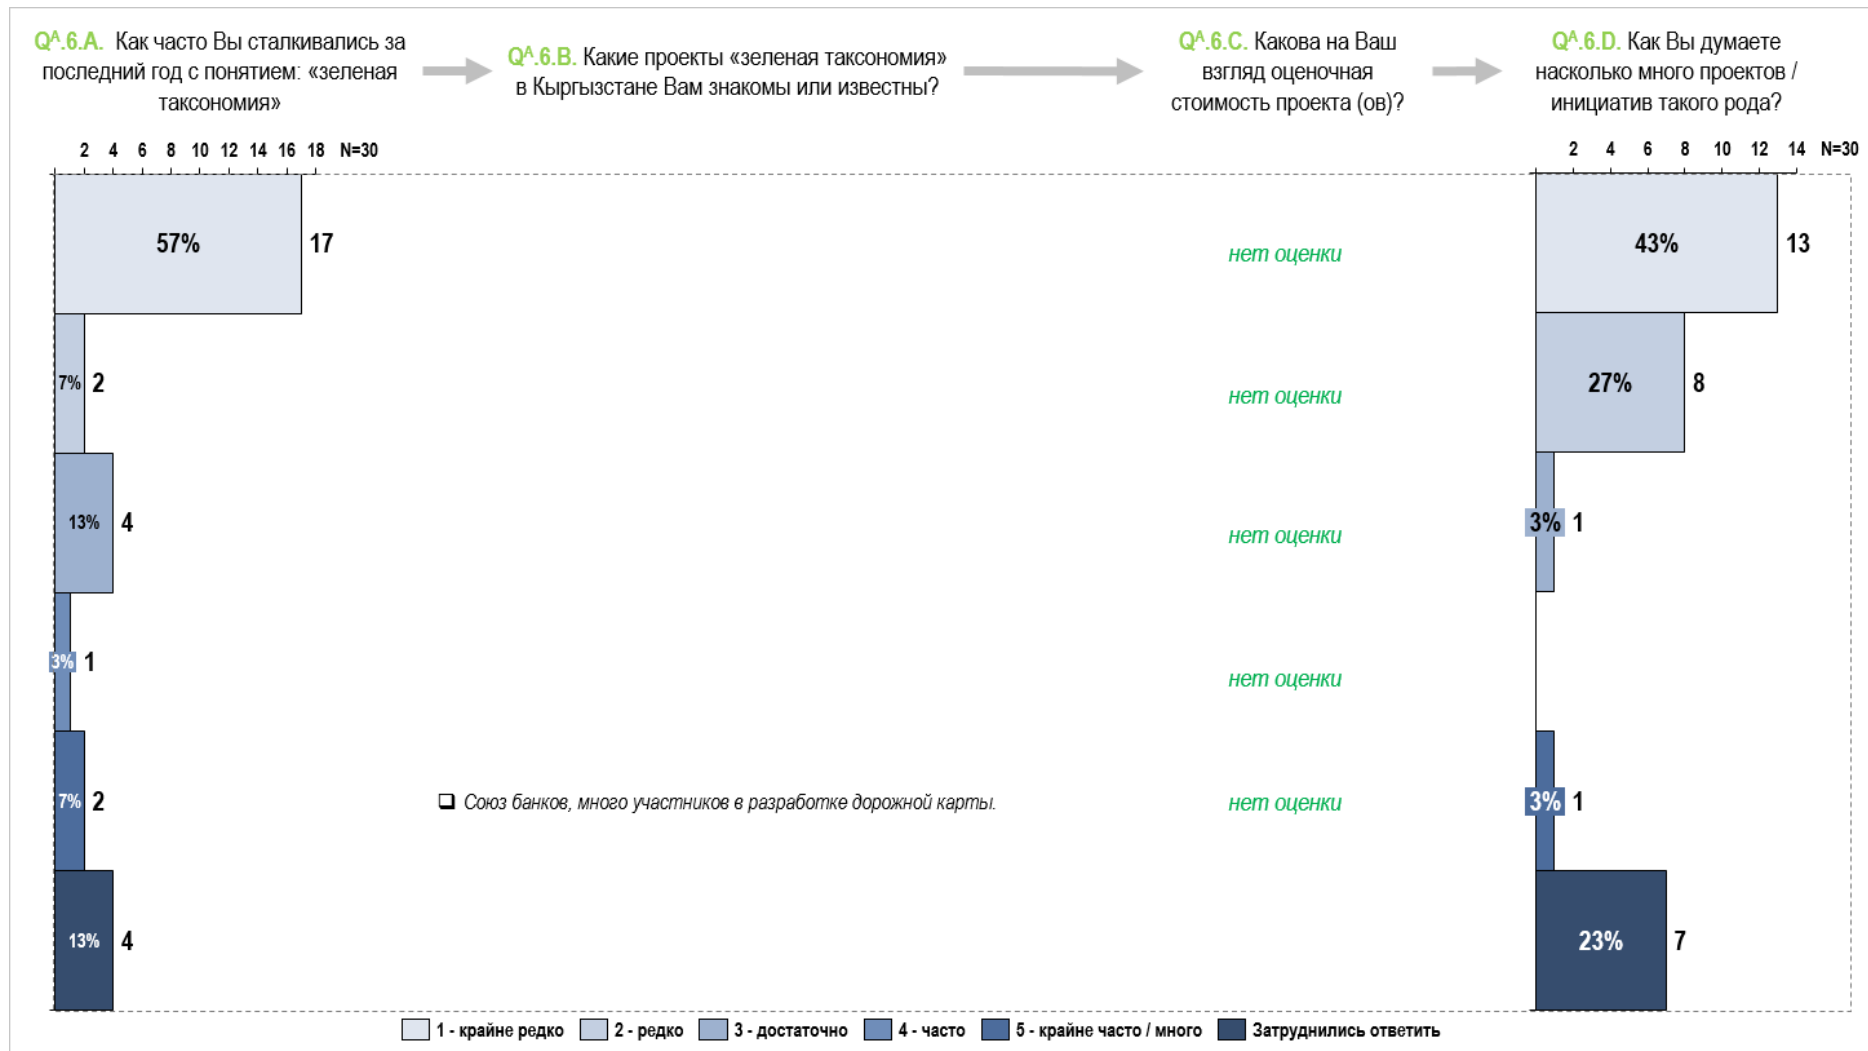 Qᴬ.6.A. Как часто Вы сталкивались за
последний год с понятием: «зеленая
таксономия»
Qᴬ.6.B. Какие проекты «зеленая таксономия»
в Кыргызстане Вам знакомы или известны?
Qᴬ.6.C. Какова на Ваш
взгляд оценочная
стоимость проекта (ов)?
Qᴬ.6.D. Как Вы думаете
насколько много проектов /
инициатив такого рода?
2 4 6 8 10 12 14 16 18 N=30
2 4 6 8 10 12 14 N=30
57% 17
нет оценки
43% 13
7% 2
нет оценки
27% 8
13% 4
нет оценки
3% 1
3% 1
нет оценки
7% 2
Союз банков, много участников в разработке дорожной карты.
нет оценки
3% 1
13% 4
23% 7
1 - крайне редко 2 - редко 3 - достаточно 4 - часто 5 - крайне часто / много Затруднились ответить